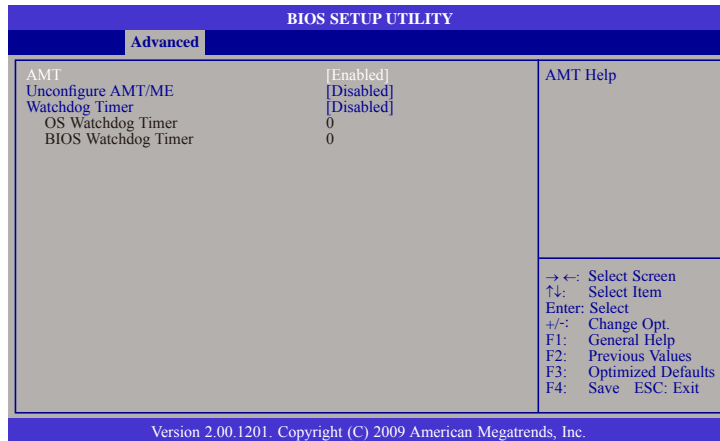 BIOS SETUP UTILITY
Advanced
AMT [Enabled]
Unconfigure AMT/ME [Disabled]
Watchdog Timer [Disabled]
OS Watchdog Timer 0
BIOS Watchdog Timer 0
AMT Help
→ ←: Select Screen
↑↓: Select Item
Enter: Select
+/-: Change Opt.
F1: General Help
F2: Previous Values
F3: Optimized Defaults
F4: Save ESC: Exit
Version 2.00.1201. Copyright (C) 2009 American Megatrends, Inc.